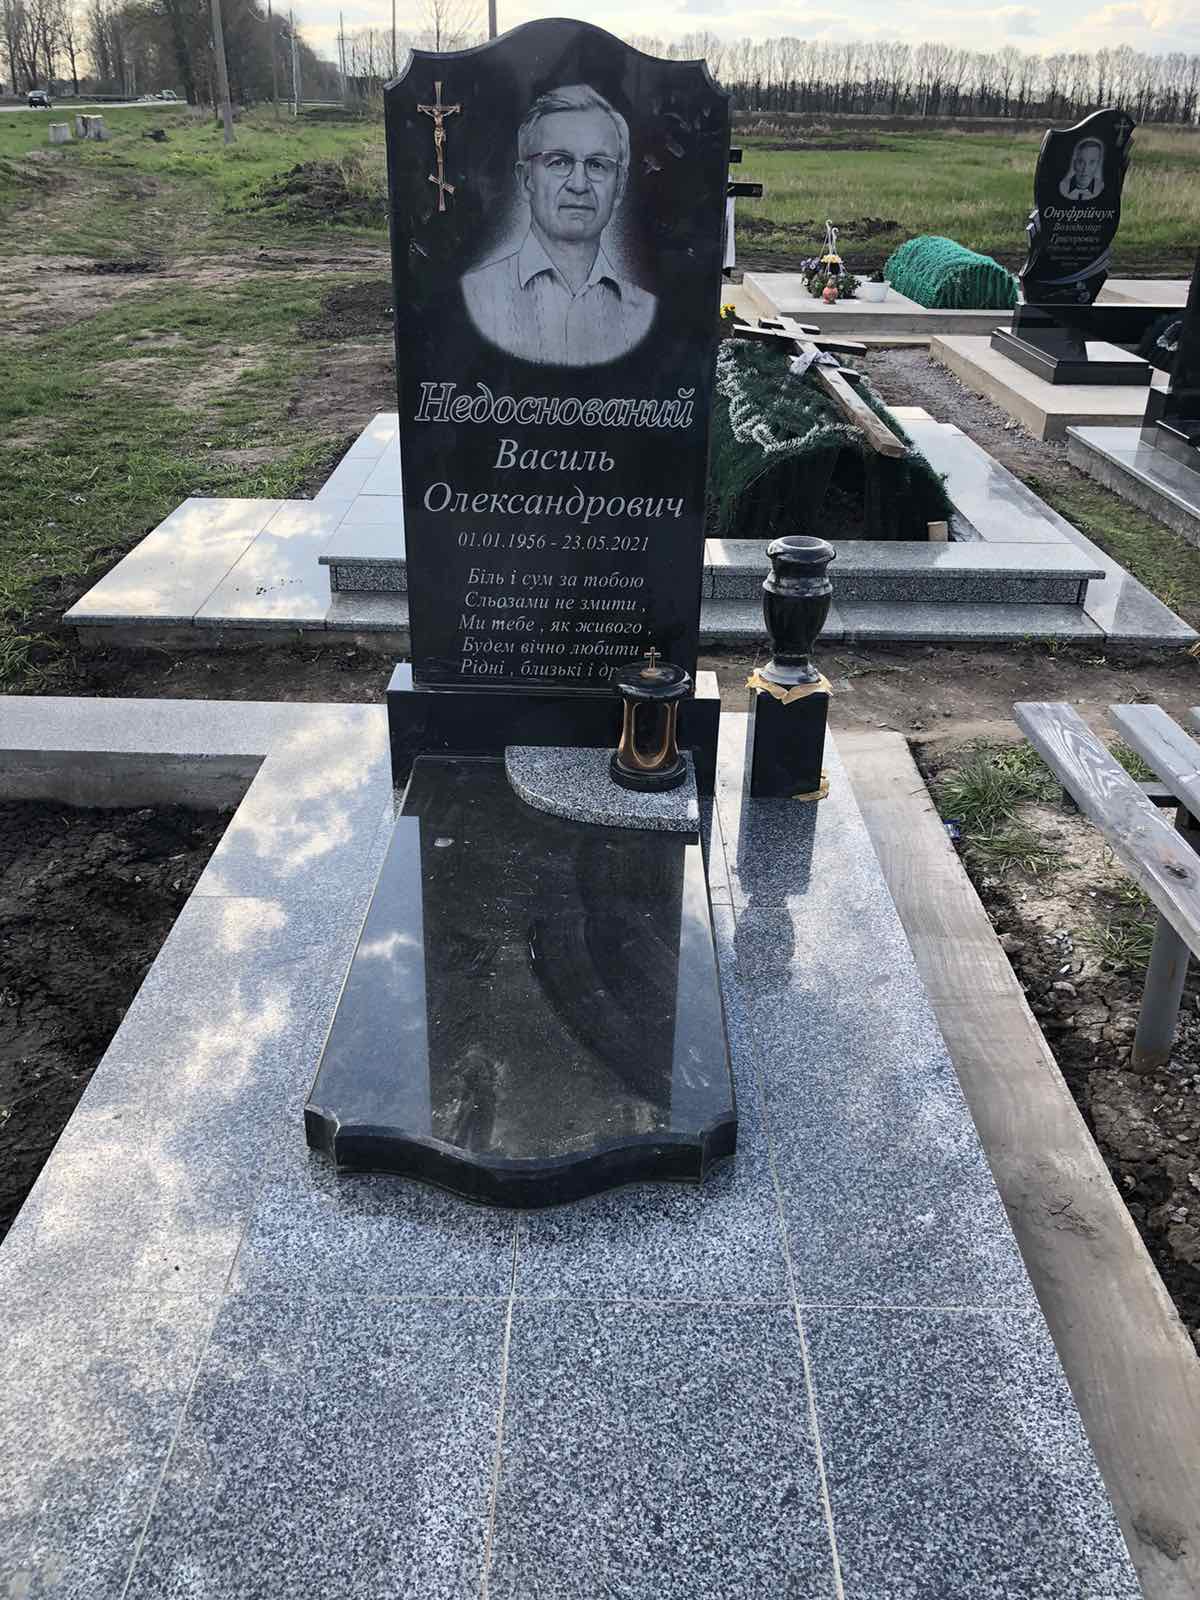 Недоснований
Василь
Олександрович
01.01.1956 - 23.05.2021
Біль і сум за тобою
Сльозами не змити ,
Ми тебе , як живого ,
Будем вічно любити .
Рідні , близькі і
Онуфрійчук
Володимир
Григорович